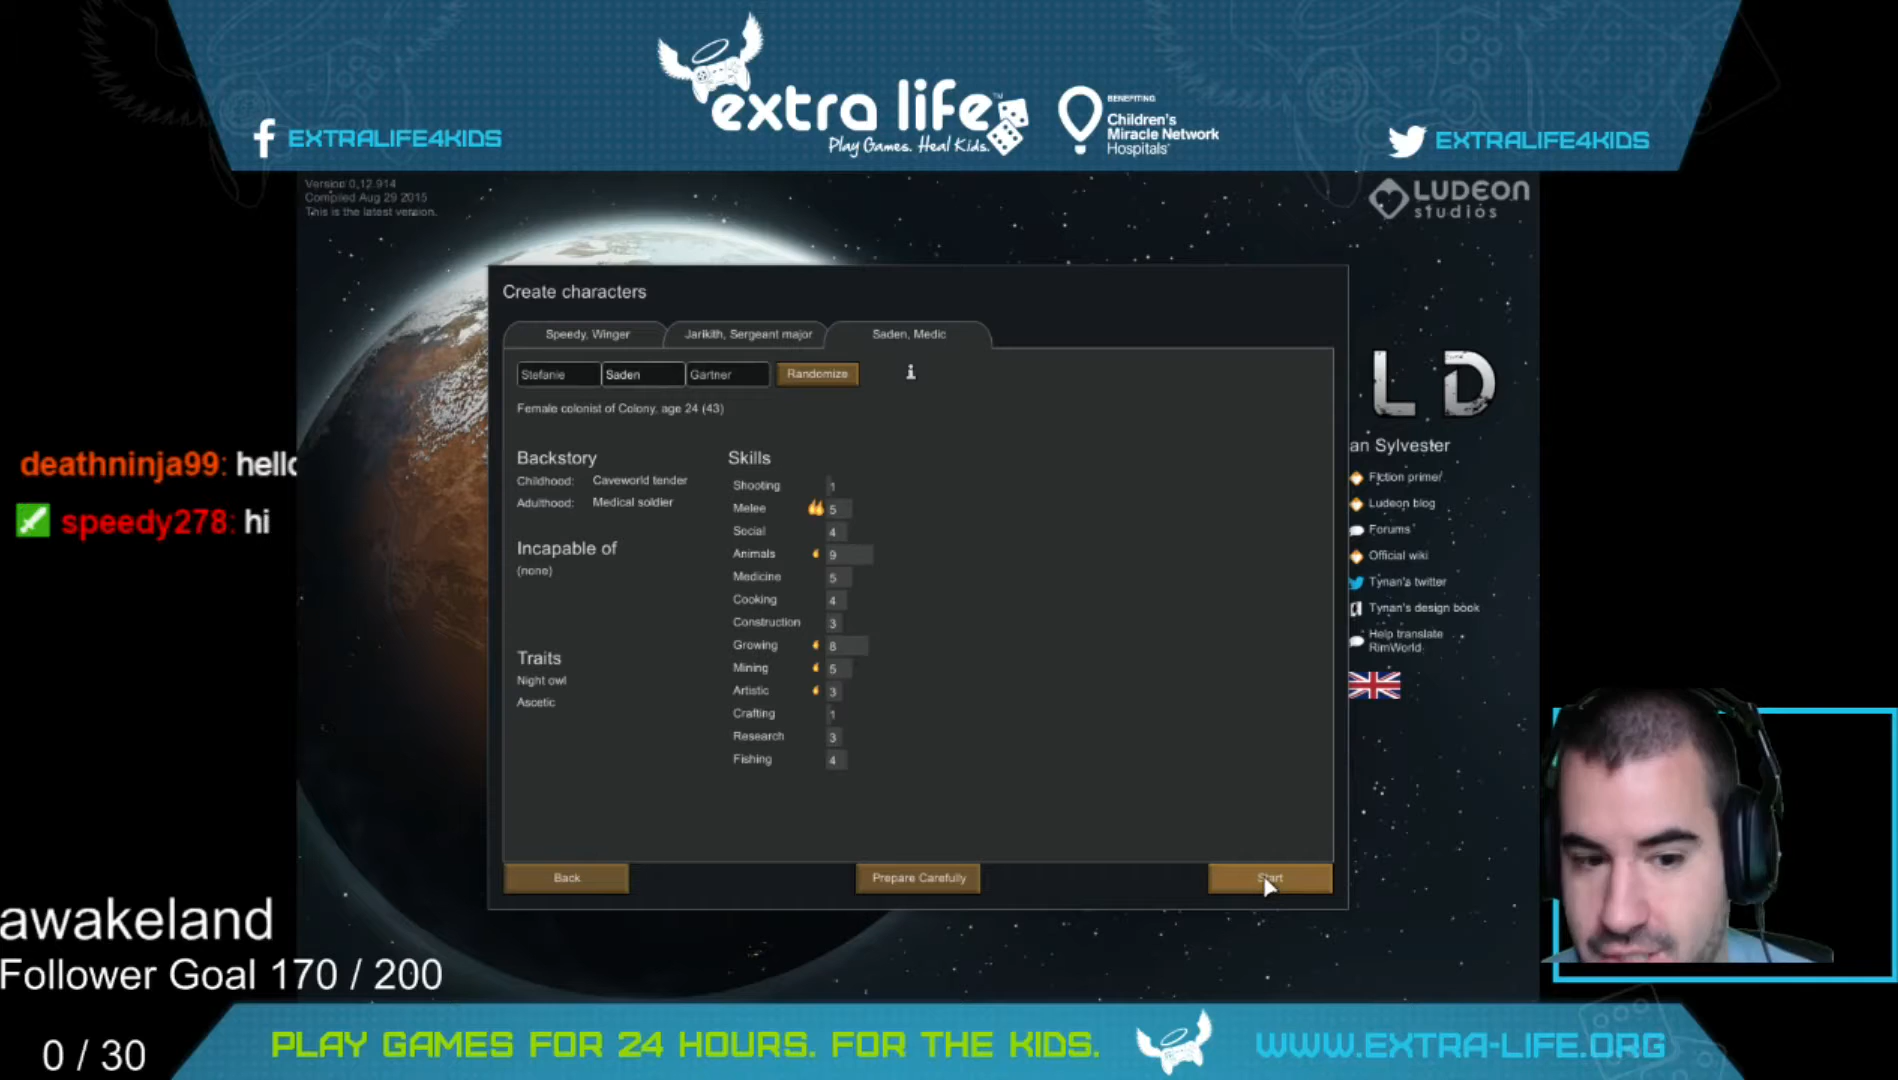 extra life™
Play Games. Heal Kids.
BENEFITING
Children's
Miracle Network
Hospitals®
EXTRALIFE4KIDS
EXTRALIFE4KIDS
Version 0.12.914
Compiled Aug 29 2015
This is the latest version.
LUDEON
studios
Create characters
Speedy, Winger
Jarikith, Sergeant major
Saden, Medic
Stefanie
Saden
Gartner
Randomize
Female colonist of Colony, age 24 (43)
Backstory
Childhood: Caveworld tender
Adulthood: Medical soldier
Incapable of
(none)
Traits
Night owl
Ascetic
Skills
Shooting 1
Melee 5
Social 4
Animals 9
Medicine 5
Cooking 4
Construction 3
Growing 8
Mining 5
Artistic 3
Crafting 1
Research 3
Fishing 4
Back
Prepare Carefully
Start
LD
an Sylvester
Fiction primer
Ludeon blog
Forums
Official wiki
Tynan's twitter
Tynan's design book
Help translate
RimWorld
deathninja99: hello
speedy278: hi
awakeland
Follower Goal 170 / 200
0 / 30
PLAY GAMES FOR 24 HOURS. FOR THE KIDS.
WWW.EXTRA-LIFE.ORG